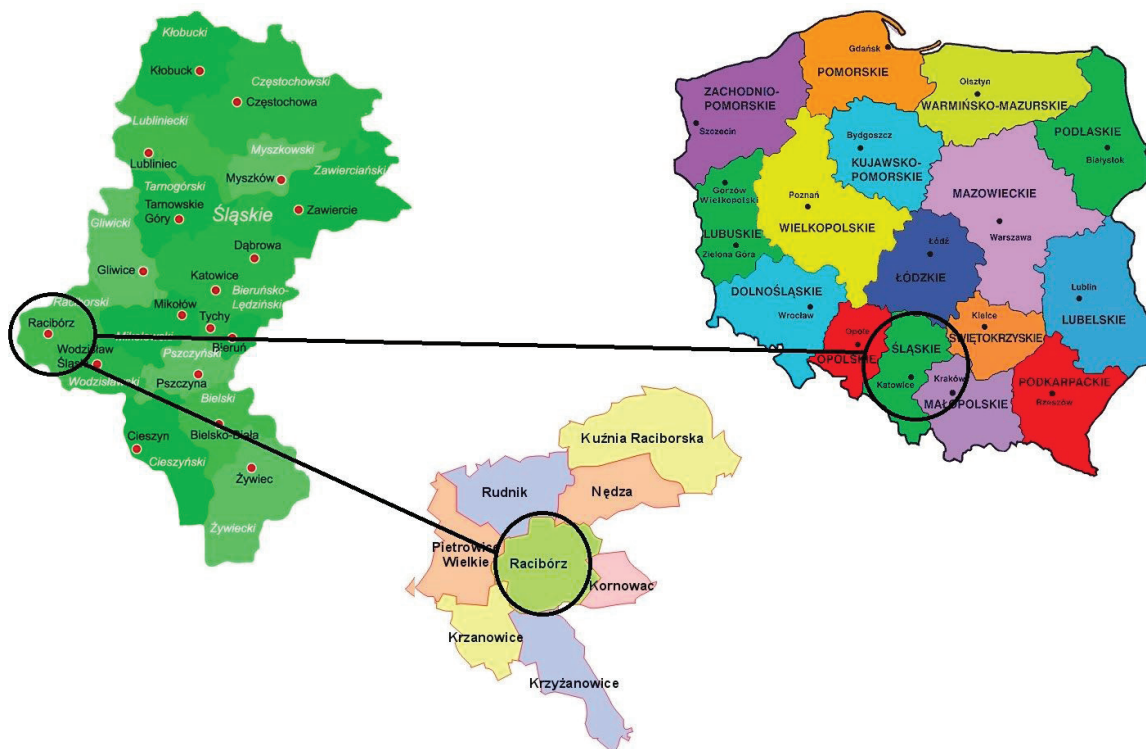 Kłobucki
Kłobuck
Częstochowski
Częstochowa
Lubliniecki
Lubliniec
Myszkowski
Myszków
Zawierciański
Tarnogórski
Tarnowskie
Góry
Śląskie
Zawiercie
Gliwicki
Dąbrowa
Gliwice
Katowice
Bieruńsko-
Lędziński
Raciborski
Mikołów
Racibórz
Tychy
Mikołowski
Bieruń
Wodzisław
Śląski
Pszczyński
Wodzisławski
Pszczyna
Bielski
Bielsko-Biała
Cieszyn
Cieszyński
Żywiec
Żywiecki
Gdańsk
POMORSKIE
ZACHODNIO-
POMORSKIE
Szczecin
Olsztyn
WARMIŃSKO-MAZURSKIE
PODLASKIE
Białystok
Bydgoszcz
KUJAWSKO-
POMORSKIE
Gorzów
Wielkopolski
LUBUSKIE
Zielona Góra
Poznań
WIELKOPOLSKIE
MAZOWIECKIE
Warszawa
Łódź
ŁÓDZKIE
DOLNOŚLĄSKIE
Wrocław
Lublin
LUBELSKIE
Opole
OPOLSKIE
ŚLĄSKIE
Katowice
Kielce
ŚWIĘTOKRZYSKIE
Kraków
MAŁOPOLSKIE
PODKARPACKIE
Rzeszów
Kuźnia Raciborska
Rudnik
Nędza
Pietrowice
Wielkie
Racibórz
Kornowac
Krzanowice
Krzyżanowice